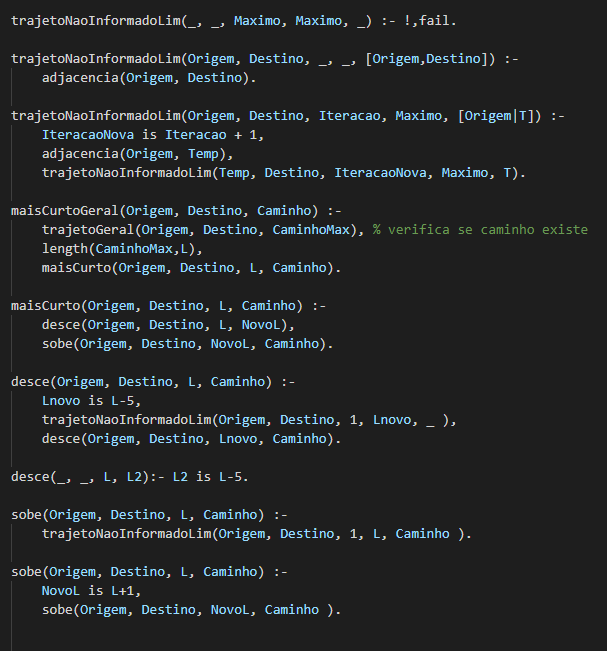 trajetoNaoInformadoLim(_, _, Maximo, Maximo, _) :- !,fail.
trajetoNaoInformadoLim(Origem, Destino, _, _, [Origem,Destino]) :-
adjacencia(Origem, Destino).
trajetoNaoInformadoLim(Origem, Destino, Iteracao, Maximo, [Origem|T]) :-
IteracaoNova is Iteracao + 1,
adjacencia(Origem, Temp),
trajetoNaoInformadoLim(Temp, Destino, IteracaoNova, Maximo, T).
maisCurtoGeral(Origem, Destino, Caminho) :-
trajetoGeral(Origem, Destino, CaminhoMax), % verifica se caminho existe
length(CaminhoMax,L),
maisCurto(Origem, Destino, L, Caminho).
maisCurto(Origem, Destino, L, Caminho) :-
desce(Origem, Destino, L, NovoL),
sobe(Origem, Destino, NovoL, Caminho).
desce(Origem, Destino, L, Caminho) :-
Lnovo is L-5,
trajetoNaoInformadoLim(Origem, Destino, 1, Lnovo, _ ),
desce(Origem, Destino, Lnovo, Caminho).
desce(_, _, L, L2):- L2 is L-5.
sobe(Origem, Destino, L, Caminho) :-
trajetoNaoInformadoLim(Origem, Destino, 1, L, Caminho ).
sobe(Origem, Destino, L, Caminho) :-
NovoL is L+1,
sobe(Origem, Destino, NovoL, Caminho ).